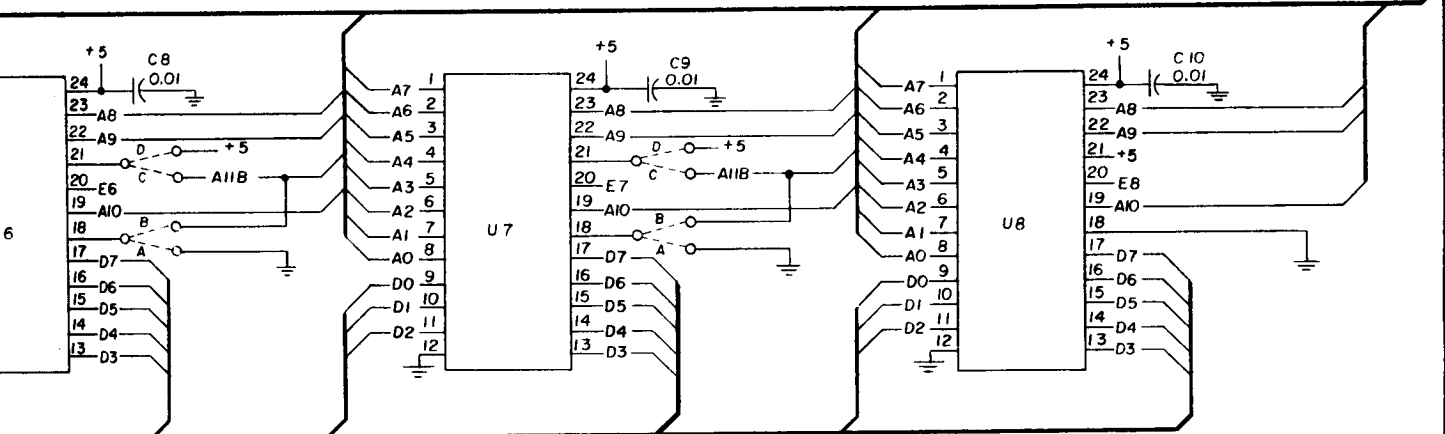 +5
C8
0.01
24
23 A8
22 A9
21
D
+5
C
A11B
20 E6
19 A10
18
B
A
17 D7
16 D6
15 D5
14 D4
13 D3
6
A7 1
A6 2
A5 3
A4 4
A3 5
A2 6
A1 7
A0 8
D0 9
D1 10
D2 11
12
U7
+5
C9
0.01
24
23 A8
22 A9
21
D
+5
C
A11B
20 E7
19 A10
18
B
A
17 D7
16 D6
15 D5
14 D4
13 D3
A7 1
A6 2
A5 3
A4 4
A3 5
A2 6
A1 7
A0 8
D0 9
D1 10
D2 11
12
U8
+5
C10
0.01
24
23 A8
22 A9
21 +5
20 E8
19 A10
18
17 D7
16 D6
15 D5
14 D4
13 D3